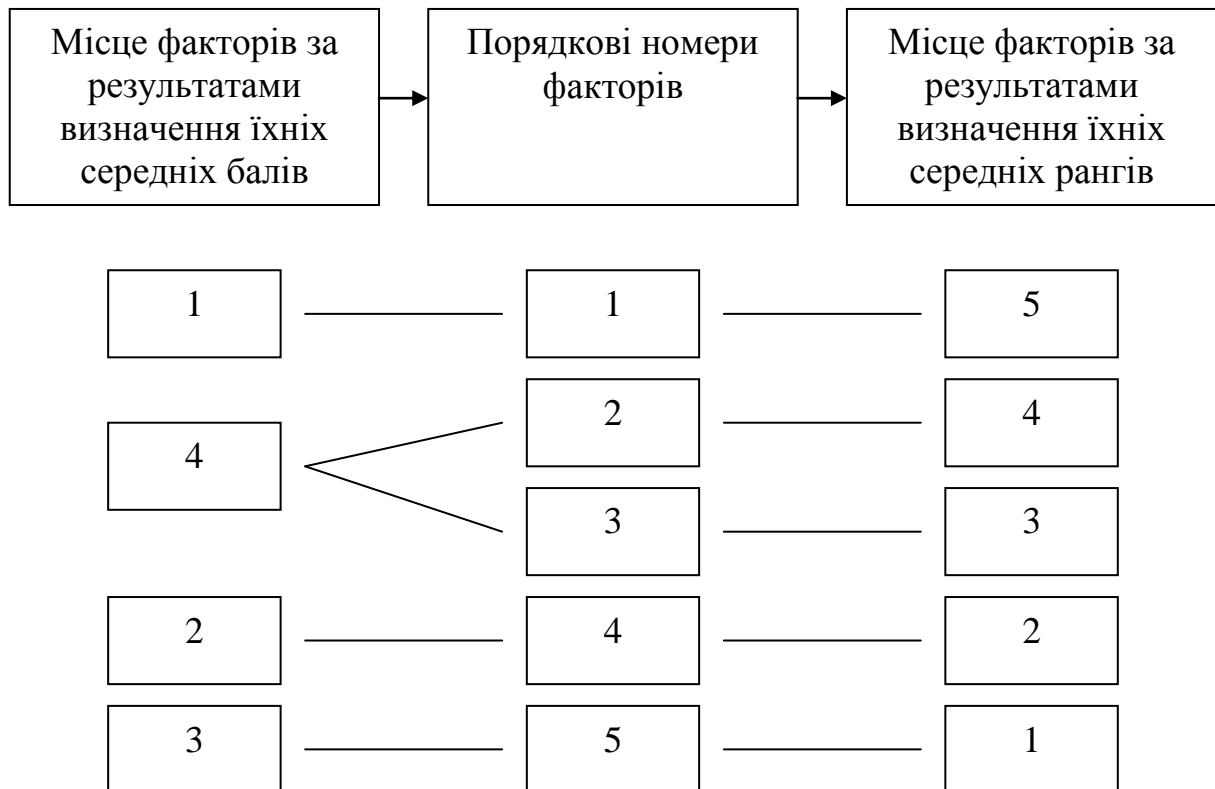 Місце факторів за
результатами
визначення їхніх
середніх балів
Порядкові номери
факторів
Місце факторів за
результатами
визначення їхніх
середніх рангів
1
1
5
4
2
4
3
3
2
4
2
3
5
1